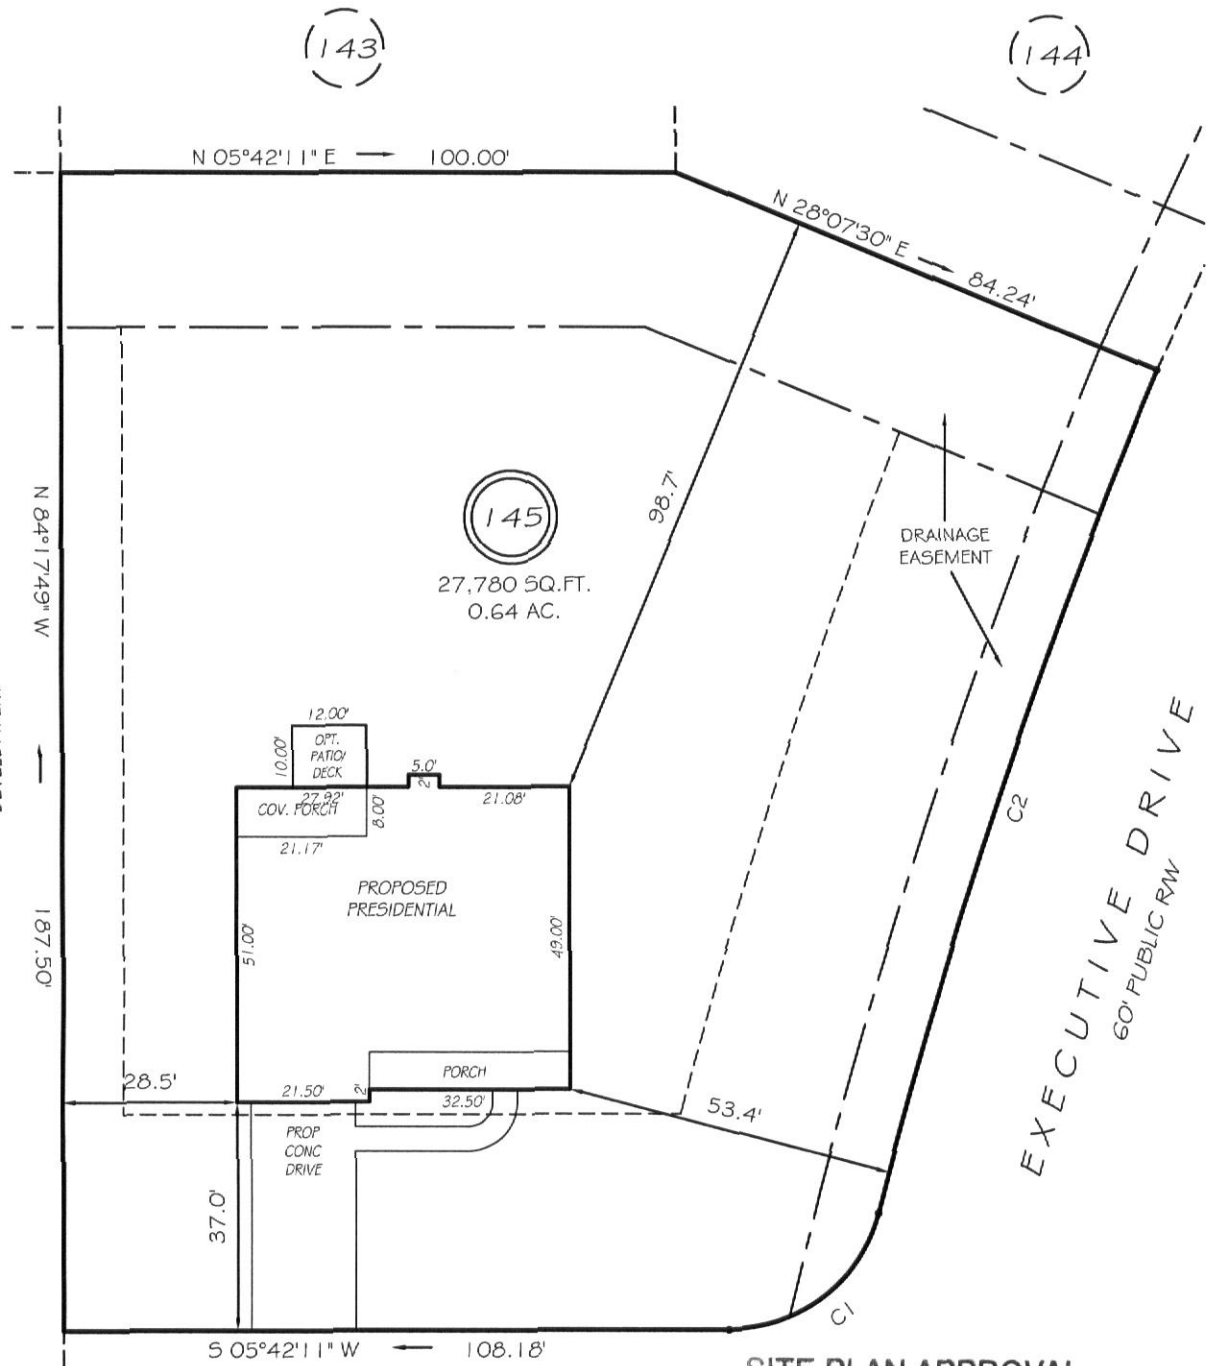 143
144
N 05°42'11" E 100.00'
N 28°07'30" E 84.24'
N 84°17'49" W
187.50'
98.7'
145
27,780 SQ.FT.
0.64 AC.
DRAINAGE
EASEMENT
12.00'
10.00'
OPT.
PATIO/
DECK
5.0'
2'
27.92'
21.08'
COV. PORCH
8.00'
21.17'
PROPOSED
PRESIDENTIAL
51.00'
49.00'
C2
EXECUTIVE DRIVE
60' PUBLIC R/W
PORCH
28.5'
21.50'
2'
32.50'
53.4'
PROP
CONC
DRIVE
37.0'
C1
S 05°42'11" W 108.18'
SITE PLAN APPROVAL